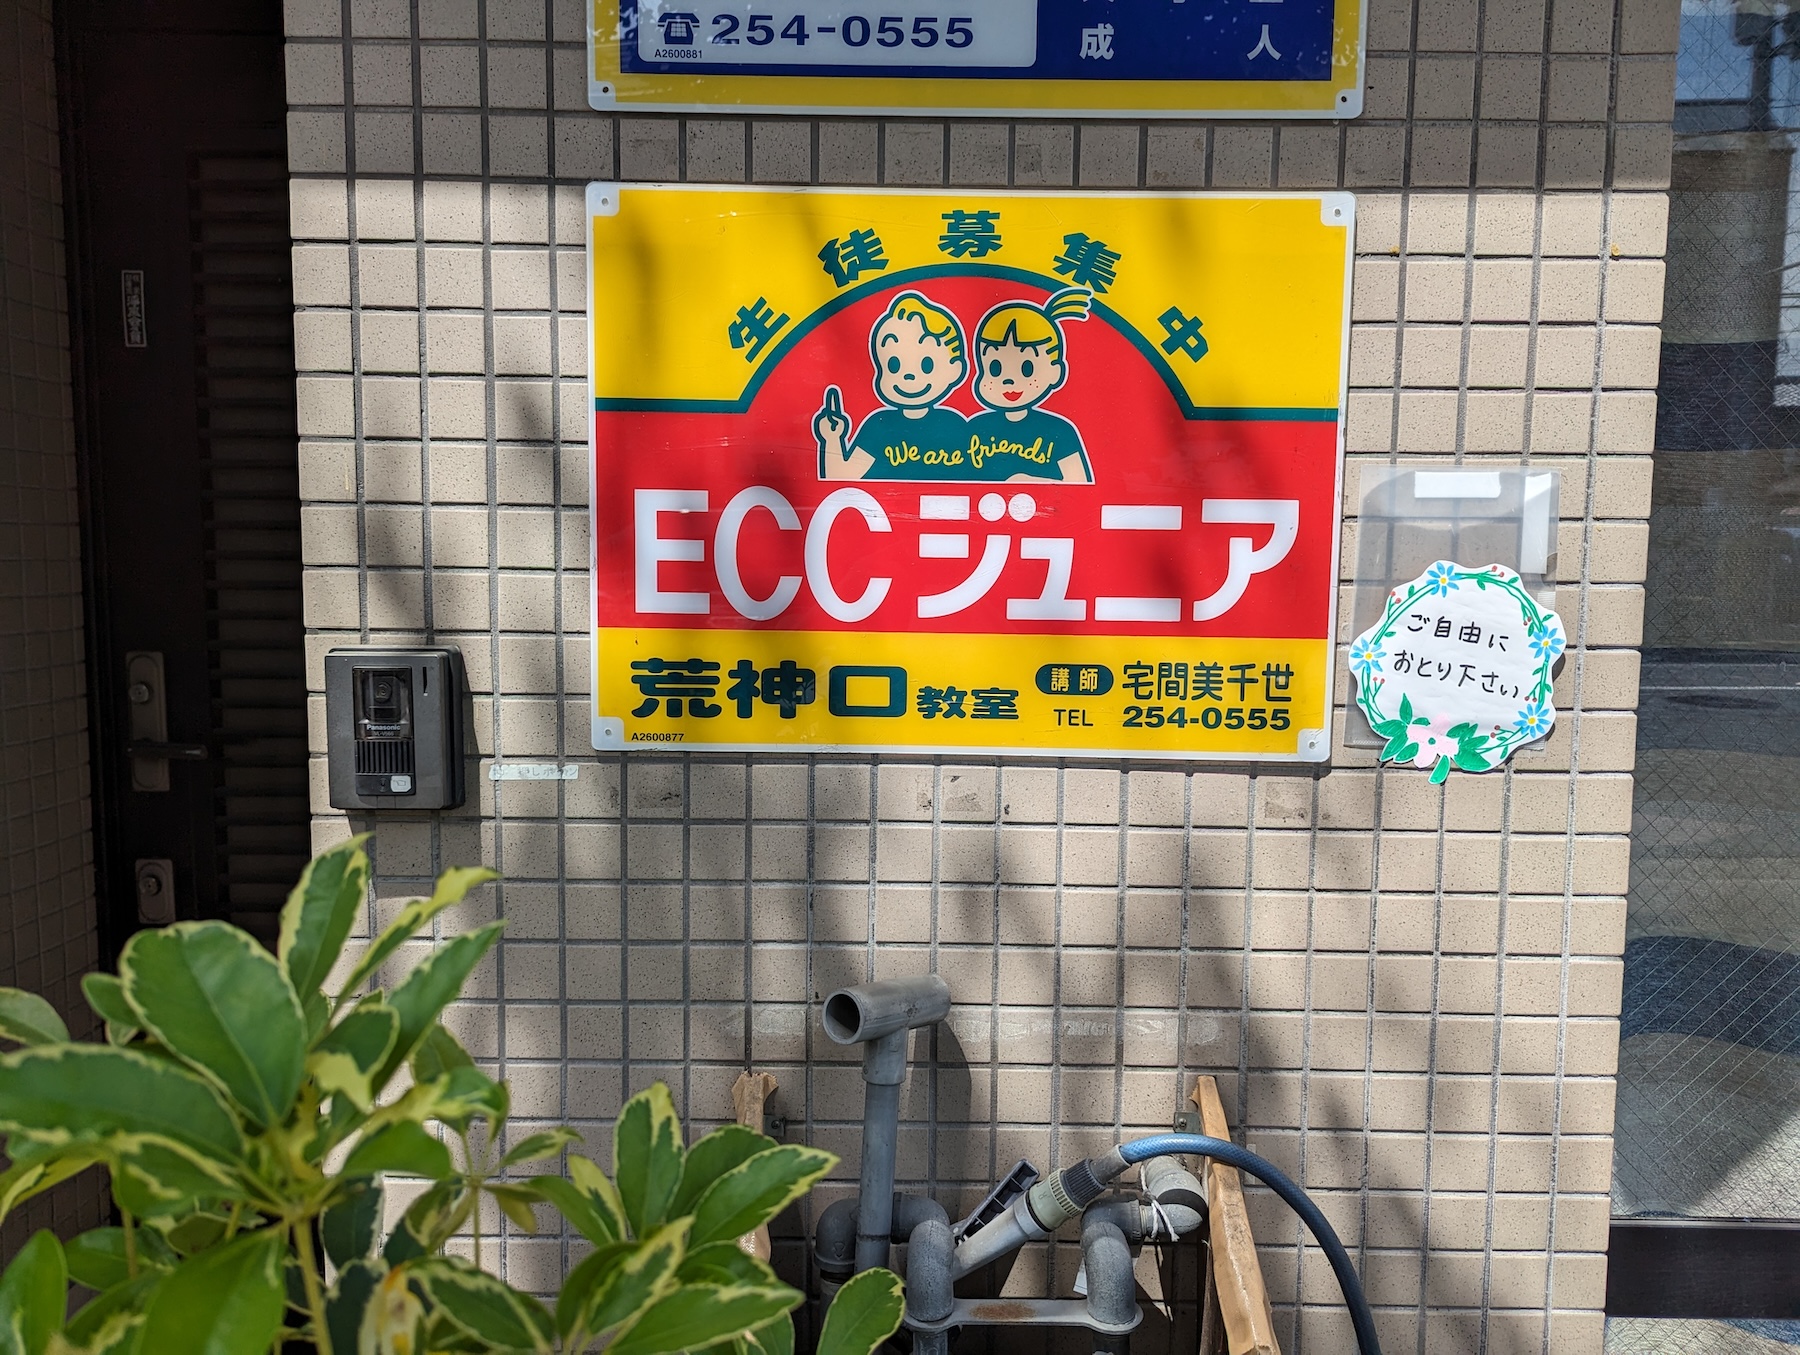 254-0555
成 人
A2600881
生徒募集中
We are friends!
ECCジュニア
荒神口教室
講師 宅間美千世
TEL 254-0555
A2600877
ご自由に
おとり下さい
Panasonic